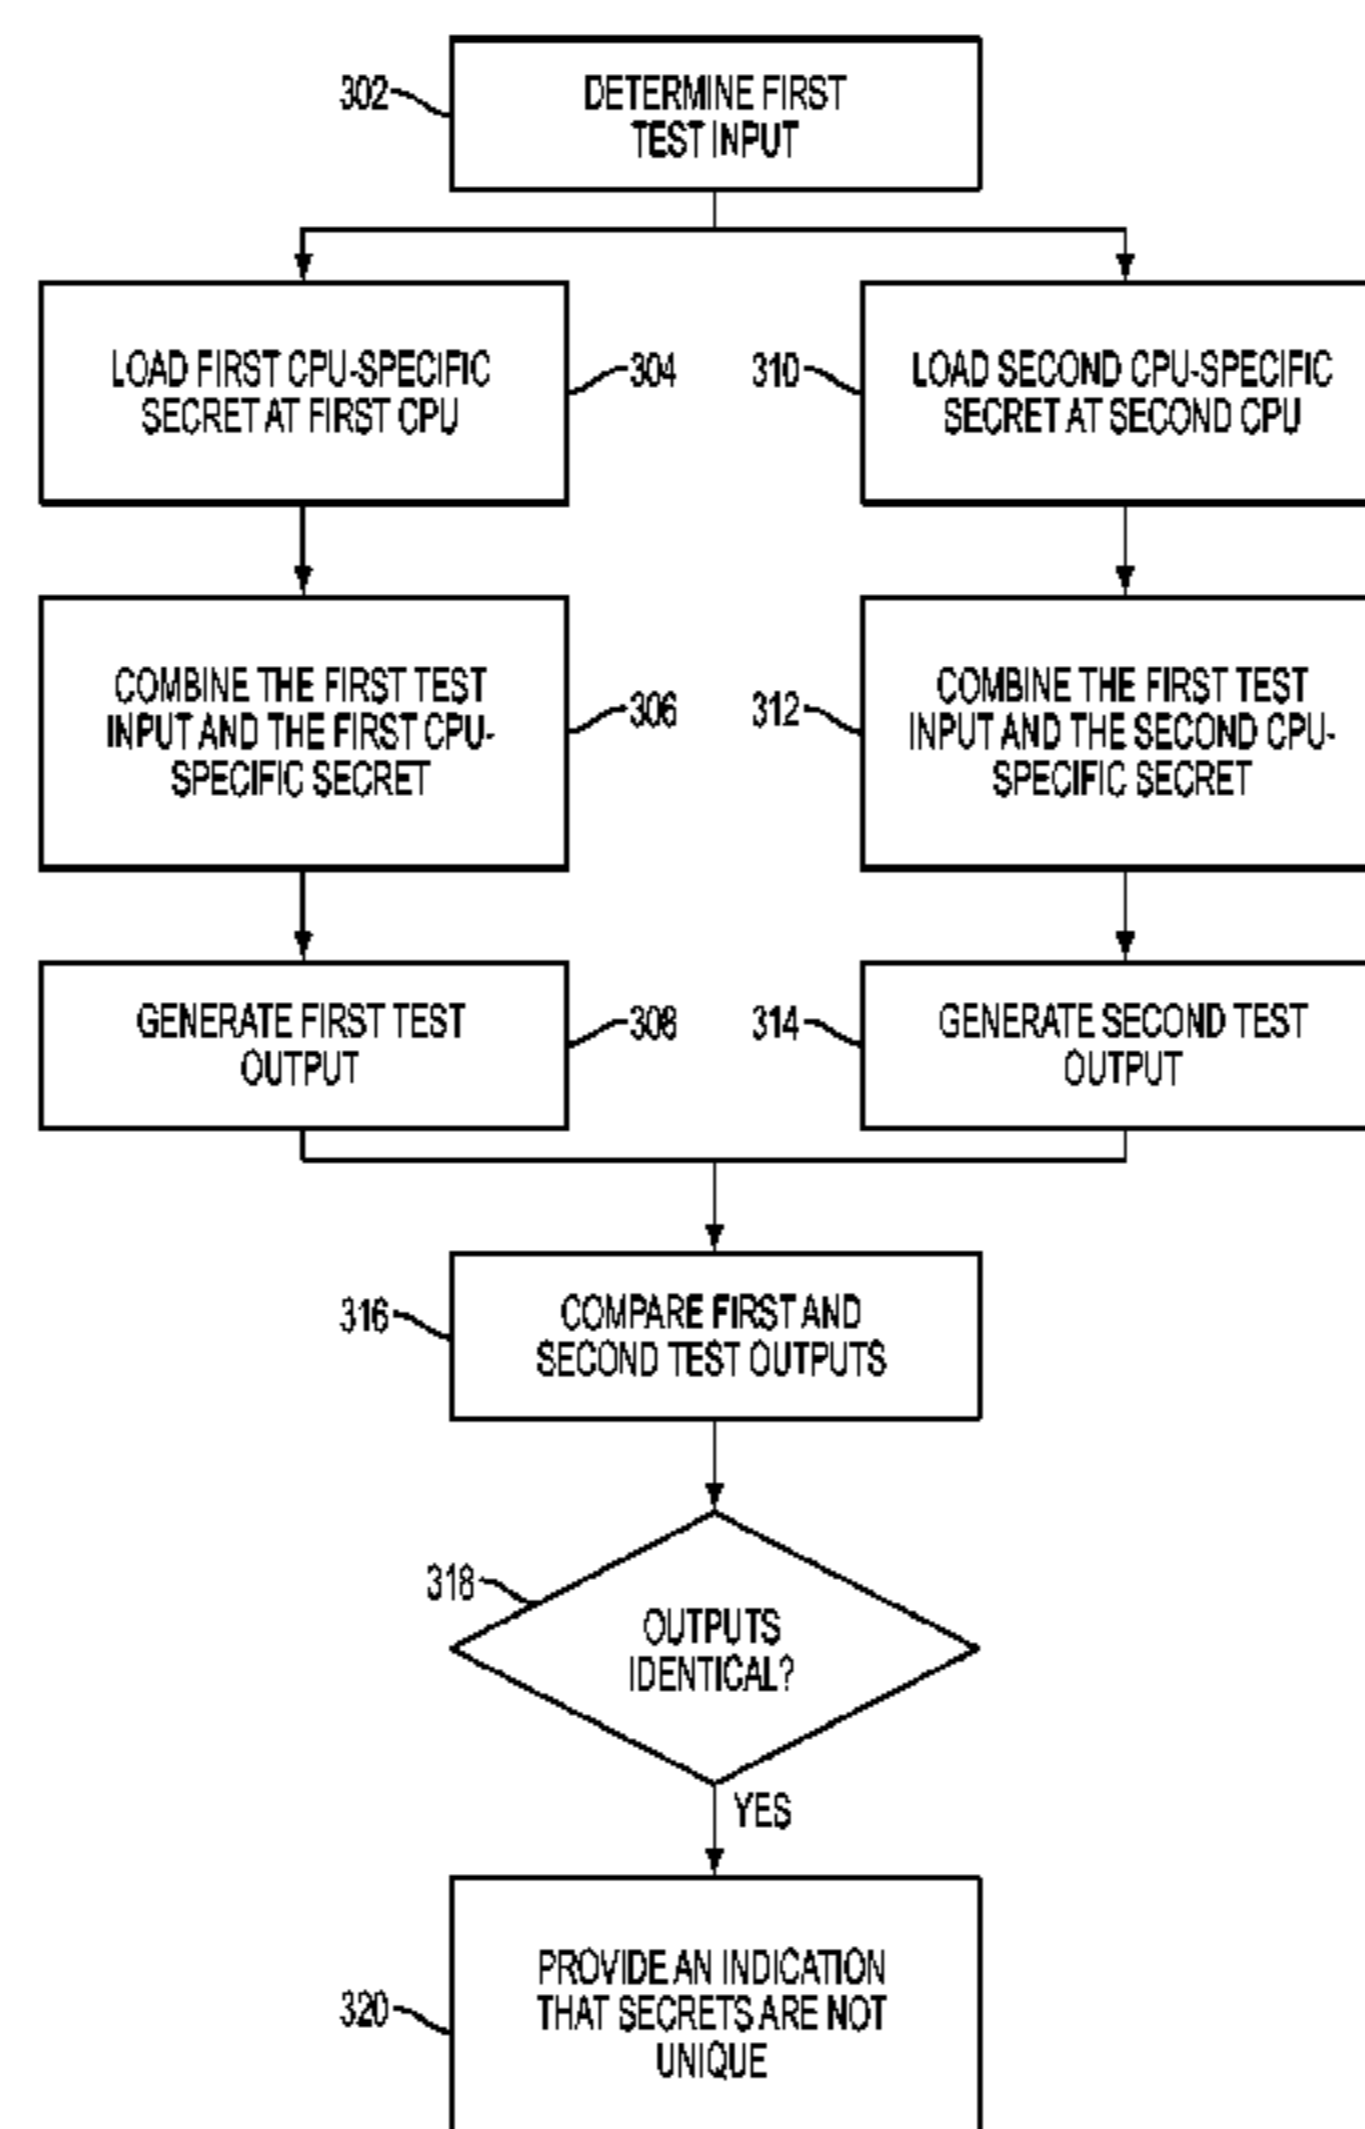 302
DETERMINE FIRST
TEST INPUT
LOAD FIRST CPU-SPECIFIC
SECRET AT FIRST CPU
304
310
LOAD SECOND CPU-SPECIFIC
SECRET AT SECOND CPU
COMBINE THE FIRST TEST
INPUT AND THE FIRST CPU-
SPECIFIC SECRET
306
312
COMBINE THE FIRST TEST
INPUT AND THE SECOND CPU-
SPECIFIC SECRET
GENERATE FIRST TEST
OUTPUT
308
314
GENERATE SECOND TEST
OUTPUT
316
COMPARE FIRST AND
SECOND TEST OUTPUTS
318
OUTPUTS
IDENTICAL?
YES
320
PROVIDE AN INDICATION
THAT SECRETS ARE NOT
UNIQUE